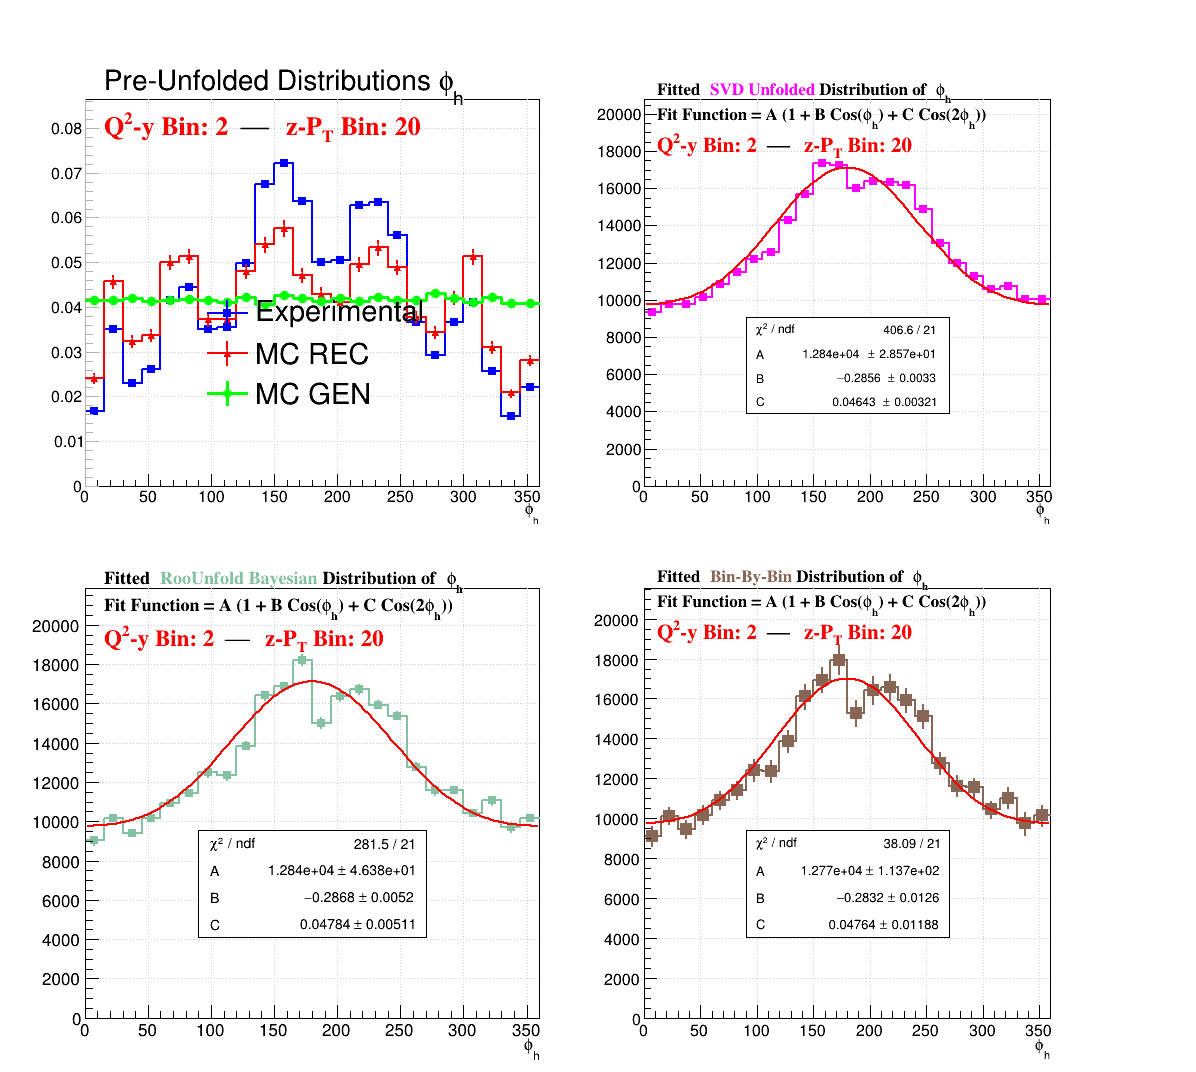 Pre-Unfolded Distributions ϕh
Q²-y Bin: 2 — z-PT Bin: 20
0.08
0.07
0.06
0.05
0.04
0.03
0.02
0.01
0
Experimental
MC REC
MC GEN
0 50 100 150 200 250 300 350
ϕh
Fitted SVD Unfolded Distribution of ϕh
Fit Function = A (1 + B Cos(ϕh) + C Cos(2ϕh))
Q²-y Bin: 2 — z-PT Bin: 20
20000
18000
16000
14000
12000
10000
8000
6000
4000
2000
0
χ² / ndf 406.6 / 21
A 1.284e+04 ± 2.857e+01
B −0.2856 ± 0.0033
C 0.04643 ± 0.00321
0 50 100 150 200 250 300 350
ϕh
Fitted RooUnfold Bayesian Distribution of ϕh
Fit Function = A (1 + B Cos(ϕh) + C Cos(2ϕh))
Q²-y Bin: 2 — z-PT Bin: 20
20000
18000
16000
14000
12000
10000
8000
6000
4000
2000
0
χ² / ndf 281.5 / 21
A 1.284e+04 ± 4.638e+01
B −0.2868 ± 0.0052
C 0.04784 ± 0.00511
0 50 100 150 200 250 300 350
ϕh
Fitted Bin-By-Bin Distribution of ϕh
Fit Function = A (1 + B Cos(ϕh) + C Cos(2ϕh))
Q²-y Bin: 2 — z-PT Bin: 20
20000
18000
16000
14000
12000
10000
8000
6000
4000
2000
0
χ² / ndf 38.09 / 21
A 1.277e+04 ± 1.137e+02
B −0.2832 ± 0.0126
C 0.04764 ± 0.01188
0 50 100 150 200 250 300 350
ϕh